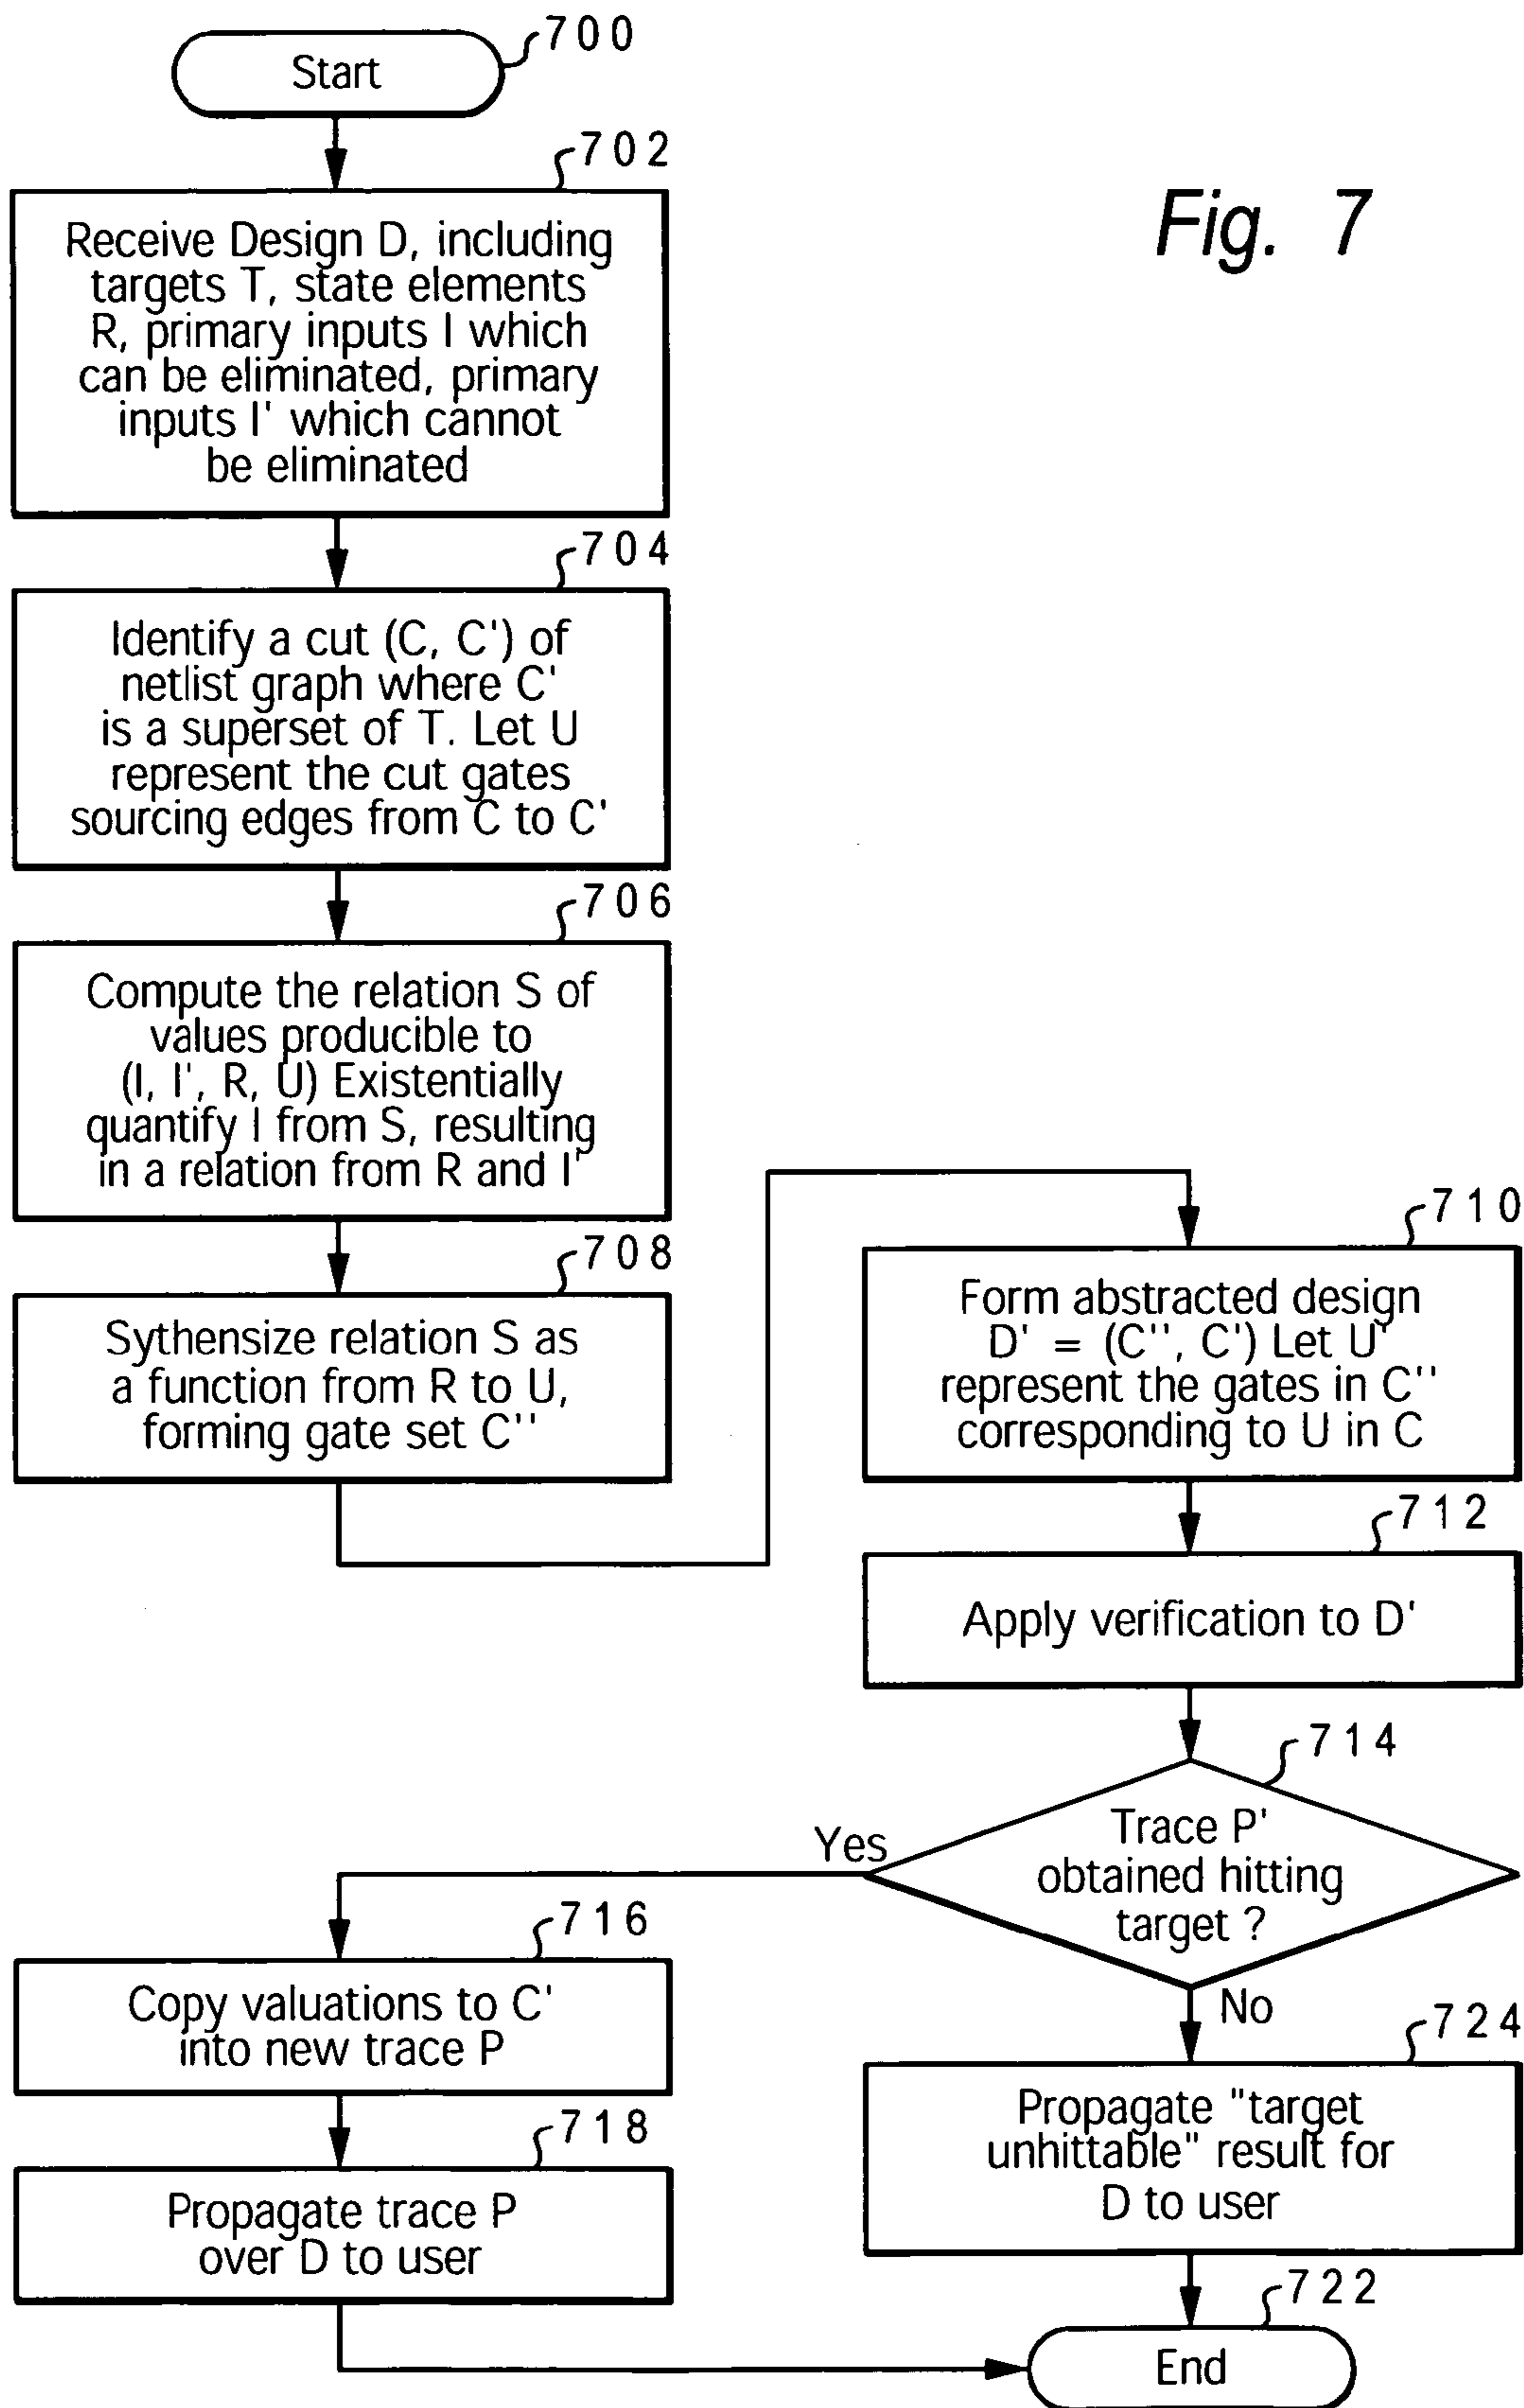 Start
700
Fig. 7
702
Receive Design D, including
targets T, state elements
R, primary inputs I which
can be eliminated, primary
inputs I' which cannot
be eliminated
704
Identify a cut (C, C') of
netlist graph where C'
is a superset of T. Let U
represent the cut gates
sourcing edges from C to C'
706
Compute the relation S of
values producible to
(I, I', R, U) Existentially
quantify I from S, resulting
in a relation from R and I'
708
Sythensize relation S as
a function from R to U,
forming gate set C''
710
Form abstracted design
D' = (C'', C') Let U'
represent the gates in C''
corresponding to U in C
712
Apply verification to D'
714
Trace P'
obtained hitting
target ?
Yes
No
716
Copy valuations to C'
into new trace P
718
Propagate trace P
over D to user
724
Propagate "target
unhittable" result for
D to user
722
End